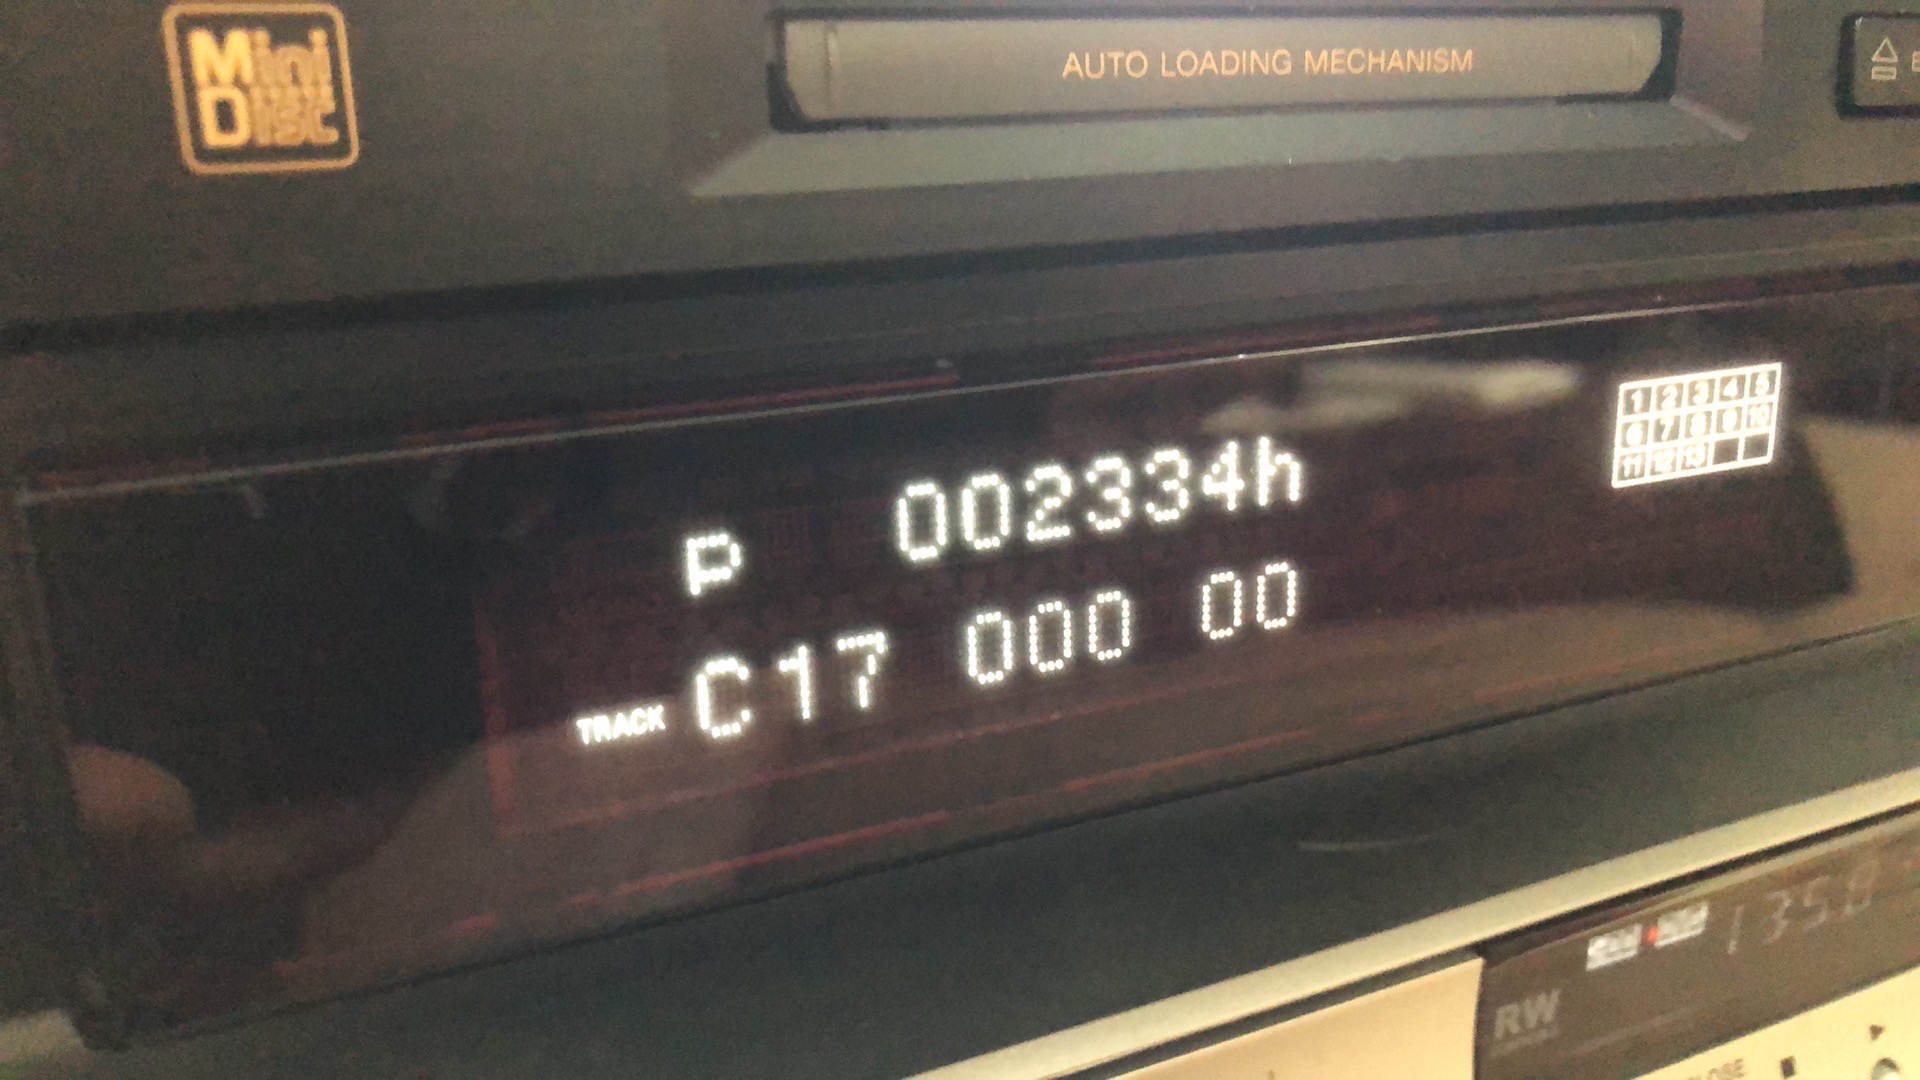 Mini
Disc
AUTO LOADING MECHANISM
P 002334h
TRACK C17 000 00
1 2 3 4 5
6 7 8 9 10
11 12 13
RW